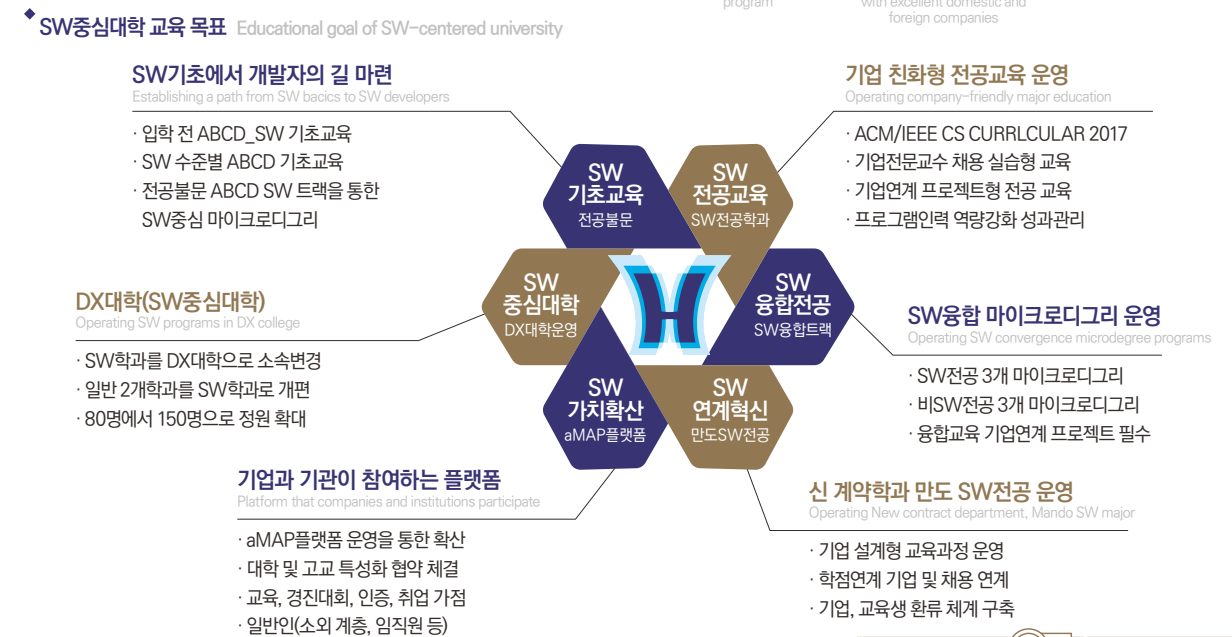 program
with excellent domestic and
foreign companies
SW중심대학 교육 목표 Educational goal of SW-centered university
SW기초에서 개발자의 길 마련
Establishing a path from SW bacics to SW developers
· 입학 전 ABCD_SW 기초교육
· SW 수준별 ABCD 기초교육
· 전공불문 ABCD SW 트랙을 통한
SW중심 마이크로디그리
기업 친화형 전공교육 운영
Operating company-friendly major education
· ACM/IEEE CS CURRLCULAR 2017
· 기업전문교수 채용 실습형 교육
· 기업연계 프로젝트형 전공 교육
· 프로그램인력 역량강화 성과관리
SW
기초교육
전공불문
SW
전공교육
SW전공학과
SW
중심대학
DX대학운영
SW
융합전공
SW융합트랙
SW
가치확산
aMAP플랫폼
SW
연계혁신
만도SW전공
DX대학(SW중심대학)
Operating SW programs in DX college
· SW학과를 DX대학으로 소속변경
· 일반 2개학과를 SW학과로 개편
· 80명에서 150명으로 정원 확대
SW융합 마이크로디그리 운영
Operating SW convergence microdegree programs
· SW전공 3개 마이크로디그리
· 비SW전공 3개 마이크로디그리
· 융합교육 기업연계 프로젝트 필수
기업과 기관이 참여하는 플랫폼
Platform that companies and institutions participate
· aMAP플랫폼 운영을 통한 확산
· 대학 및 고교 특성화 협약 체결
· 교육, 경진대회, 인증, 취업 가점
· 일반인(소외 계층, 임직원 등)
신 계약학과 만도 SW전공 운영
Operating New contract department, Mando SW major
· 기업 설계형 교육과정 운영
· 학점연계 기업 및 채용 연계
· 기업, 교육생 환류 체계 구축